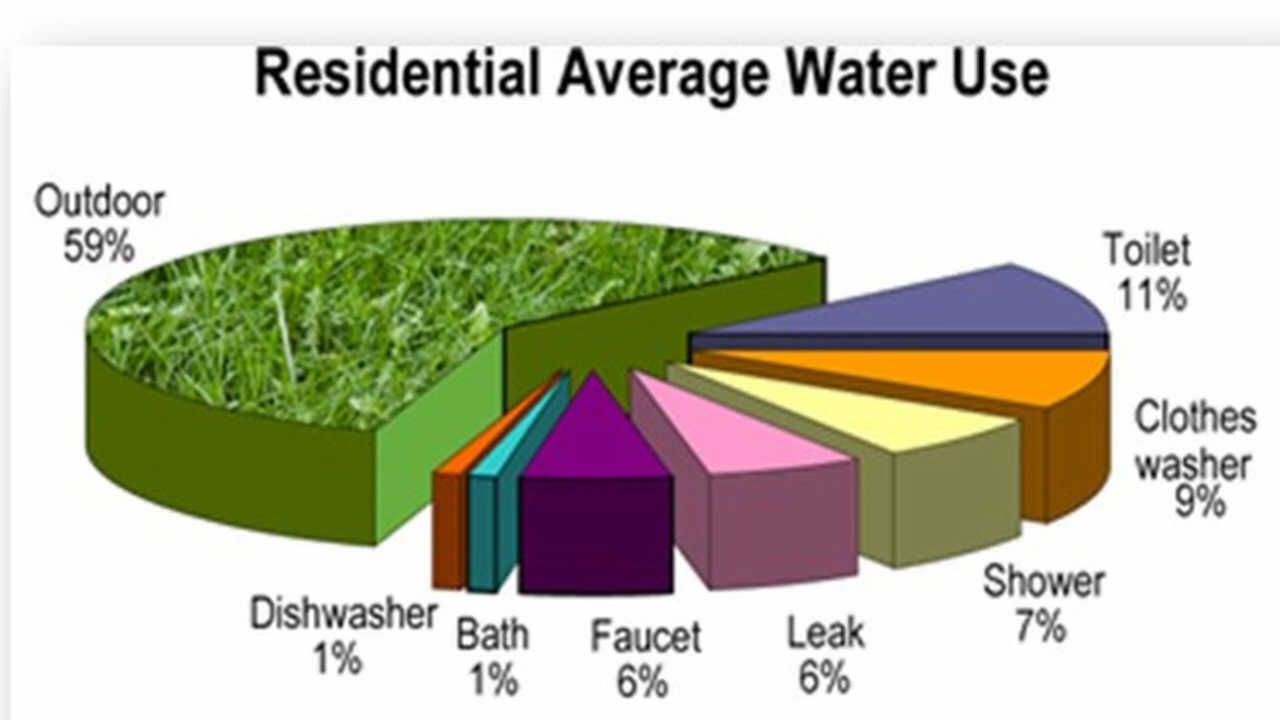 Residential Average Water Use
Outdoor
59%
Toilet
11%
Clothes
washer
9%
Shower
7%
Leak
6%
Faucet
6%
Bath
1%
Dishwasher
1%